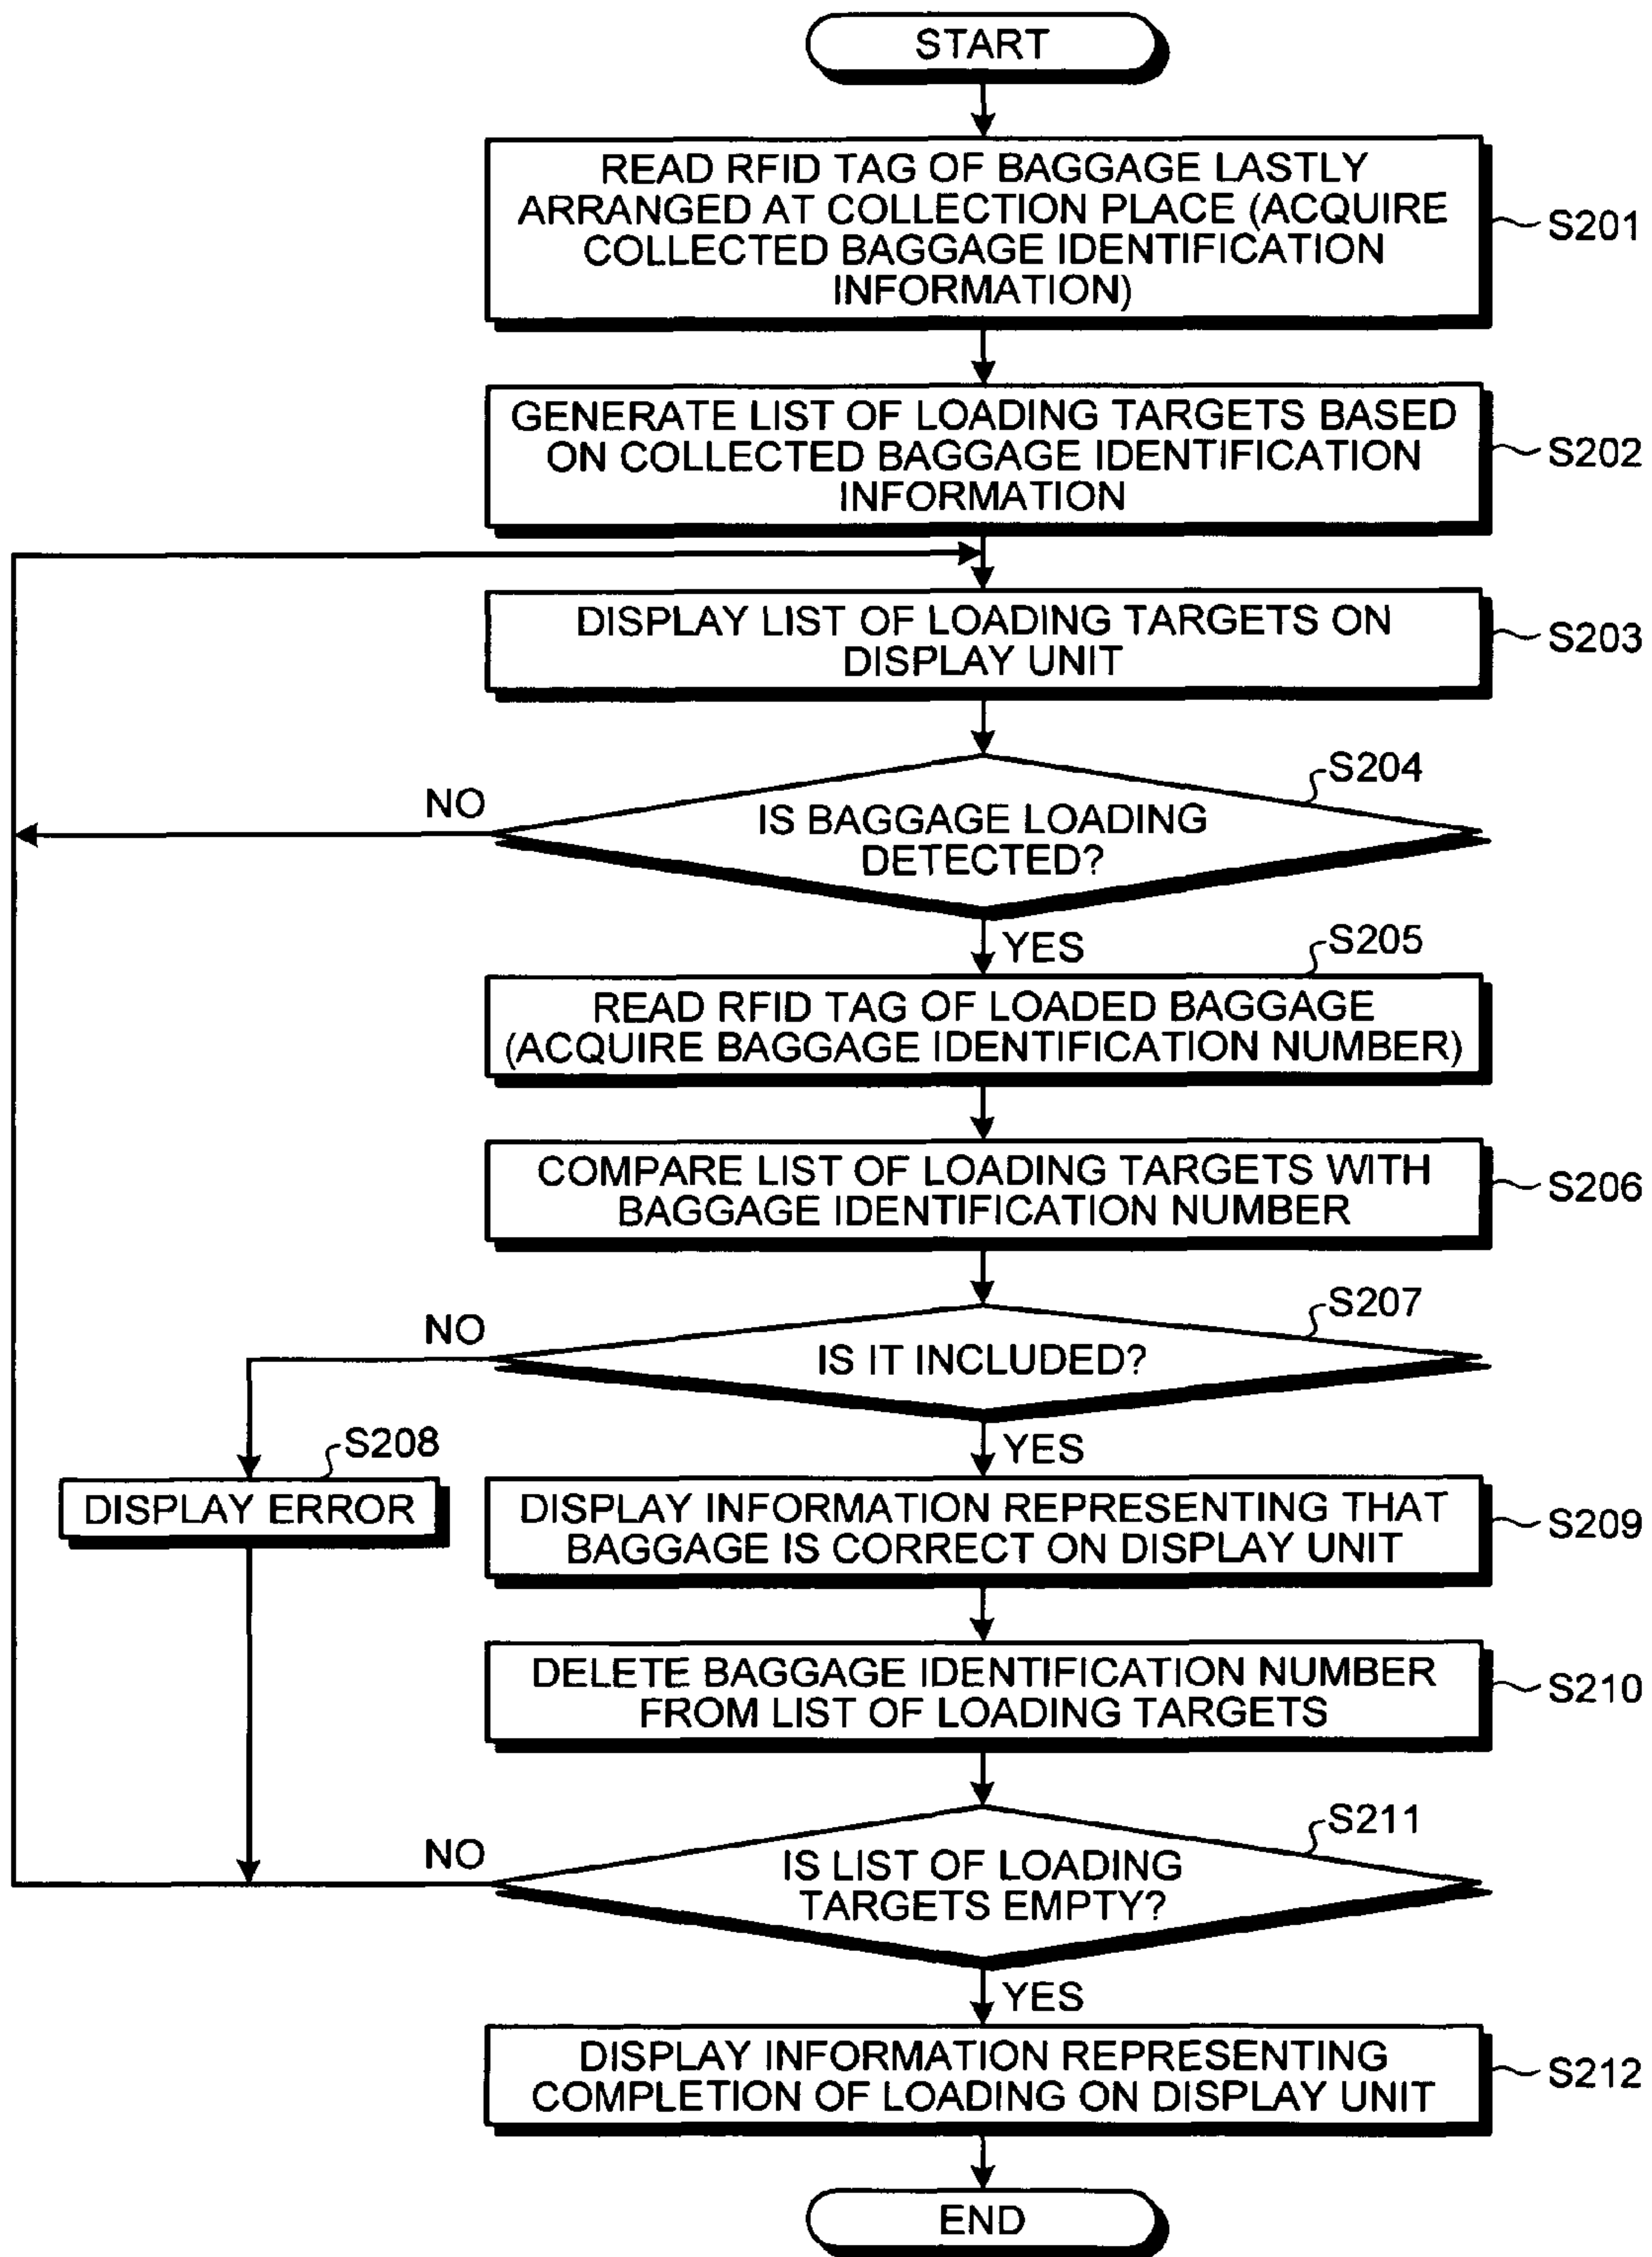 START
READ RFID TAG OF BAGGAGE LASTLY
ARRANGED AT COLLECTION PLACE (ACQUIRE
COLLECTED BAGGAGE IDENTIFICATION
INFORMATION)
S201
GENERATE LIST OF LOADING TARGETS BASED
ON COLLECTED BAGGAGE IDENTIFICATION
INFORMATION
S202
DISPLAY LIST OF LOADING TARGETS ON
DISPLAY UNIT
S203
S204
NO
IS BAGGAGE LOADING
DETECTED?
YES
S205
READ RFID TAG OF LOADED BAGGAGE
(ACQUIRE BAGGAGE IDENTIFICATION NUMBER)
COMPARE LIST OF LOADING TARGETS WITH
BAGGAGE IDENTIFICATION NUMBER
S206
S207
NO
IS IT INCLUDED?
YES
S208
DISPLAY ERROR
DISPLAY INFORMATION REPRESENTING THAT
BAGGAGE IS CORRECT ON DISPLAY UNIT
S209
DELETE BAGGAGE IDENTIFICATION NUMBER
FROM LIST OF LOADING TARGETS
S210
S211
NO
IS LIST OF LOADING
TARGETS EMPTY?
YES
DISPLAY INFORMATION REPRESENTING
COMPLETION OF LOADING ON DISPLAY UNIT
S212
END